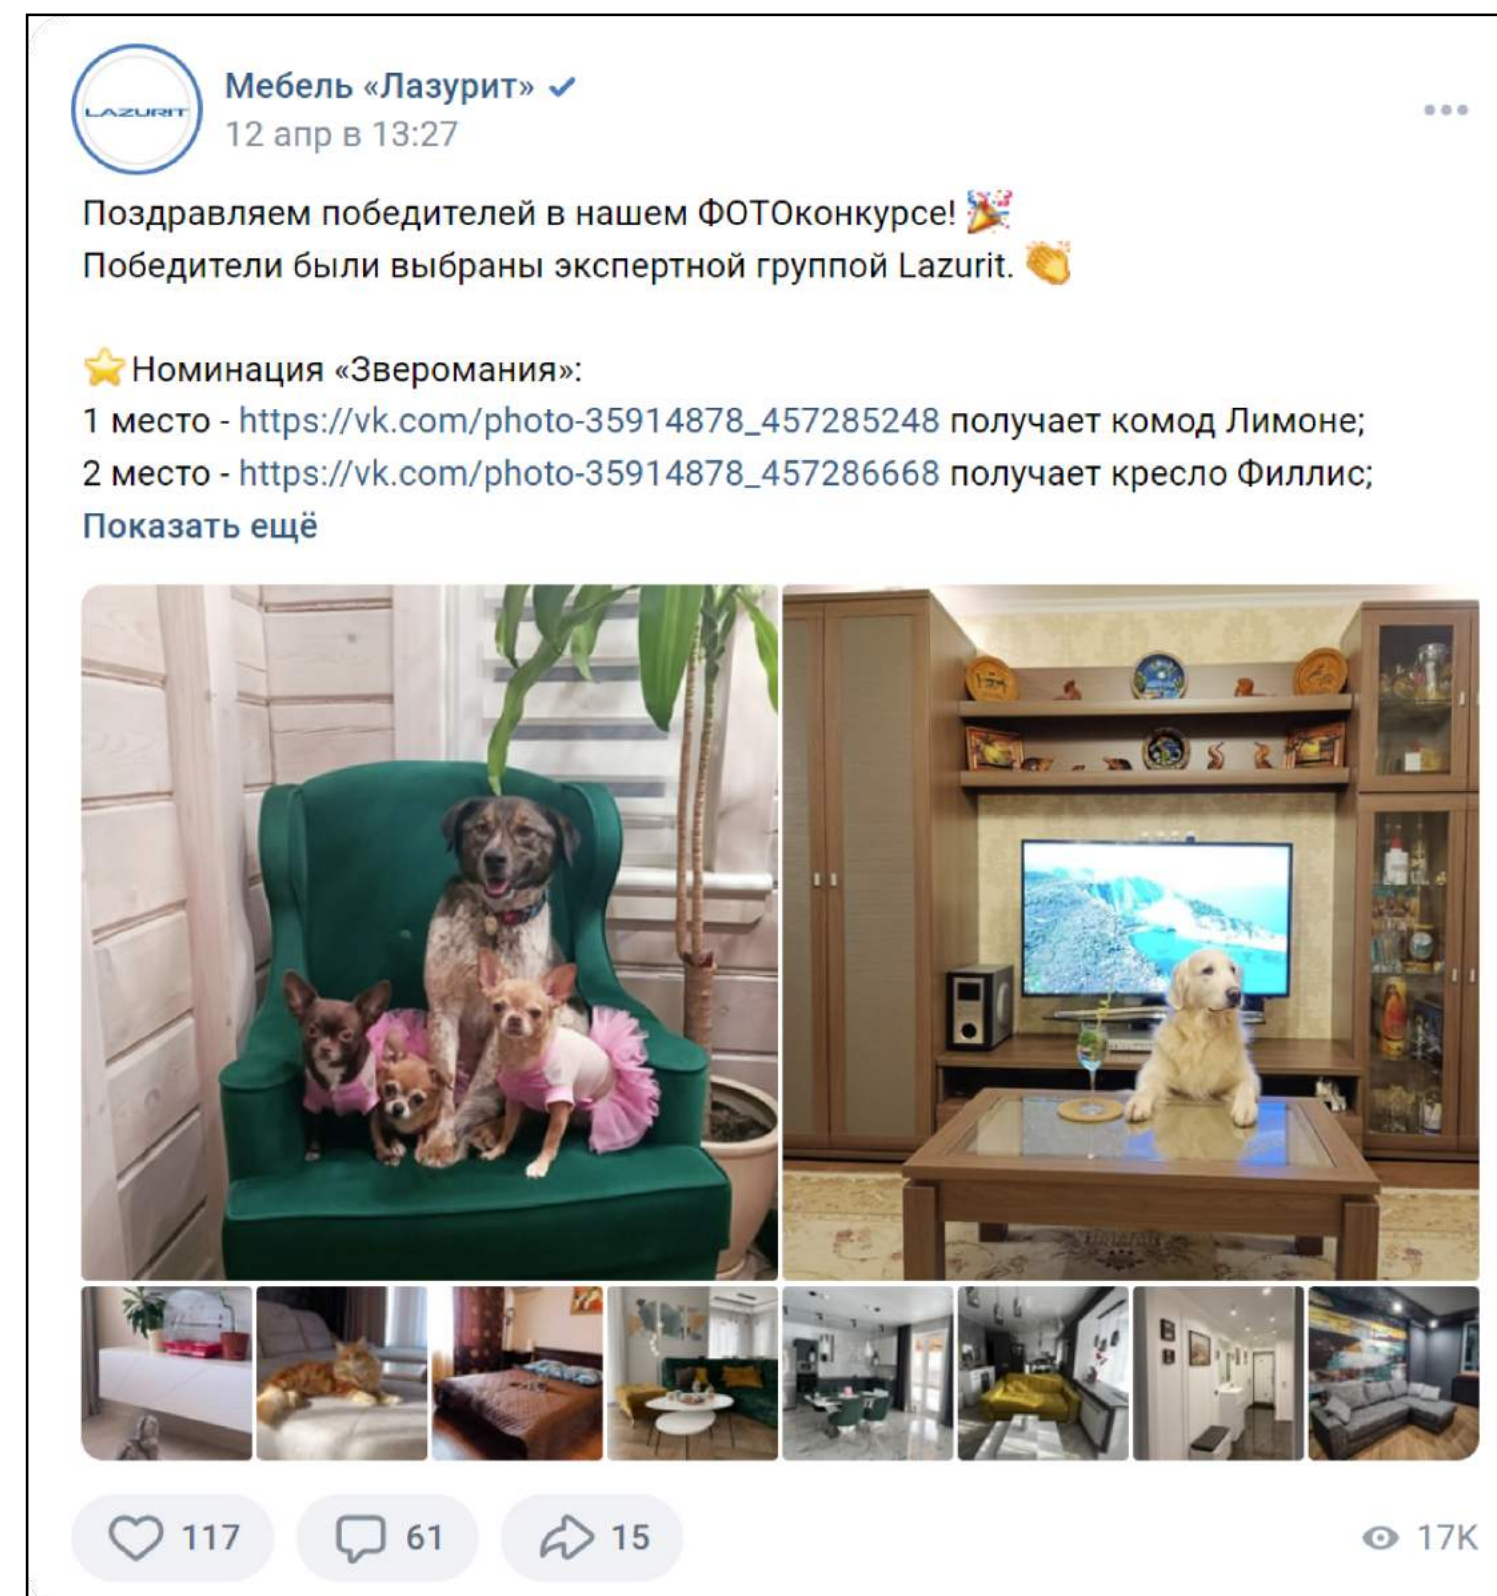 LAZURIT
Мебель «Лазурит»
12 апр в 13:27
Поздравляем победителей в нашем ФОТОконкурсе! 🎉
Победители были выбраны экспертной группой Lazurit. 👏
⭐Номинация «Зверомания»:
1 место - https://vk.com/photo-35914878_457285248 получает комод Лимоне;
2 место - https://vk.com/photo-35914878_457286668 получает кресло Филлис;
Показать ещё
117
61
15
17K